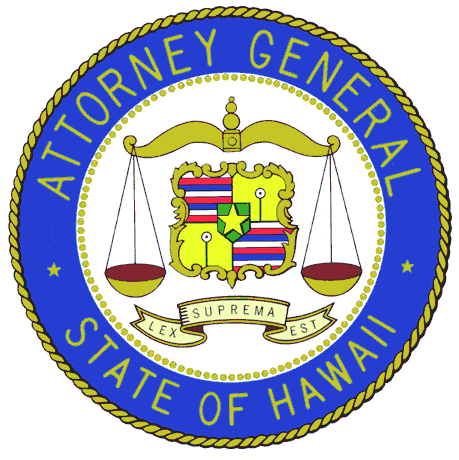 ATTORNEY GENERAL
LEX SUPREMA EST
STATE OF HAWAII